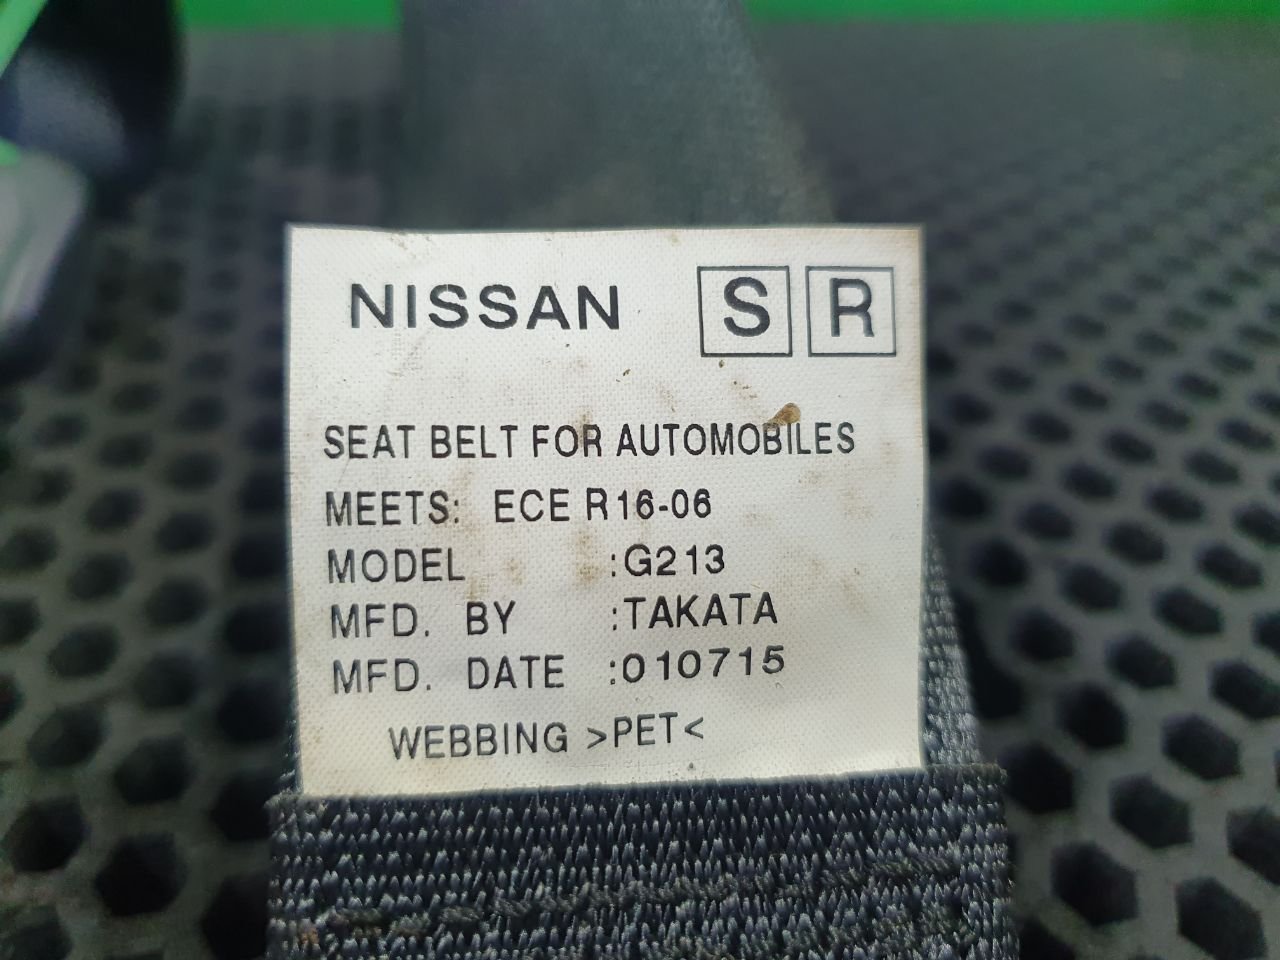 NISSAN S R
SEAT BELT FOR AUTOMOBILES
MEETS: ECE R16-06
MODEL :G213
MFD. BY :TAKATA
MFD. DATE :010715
WEBBING >PET<